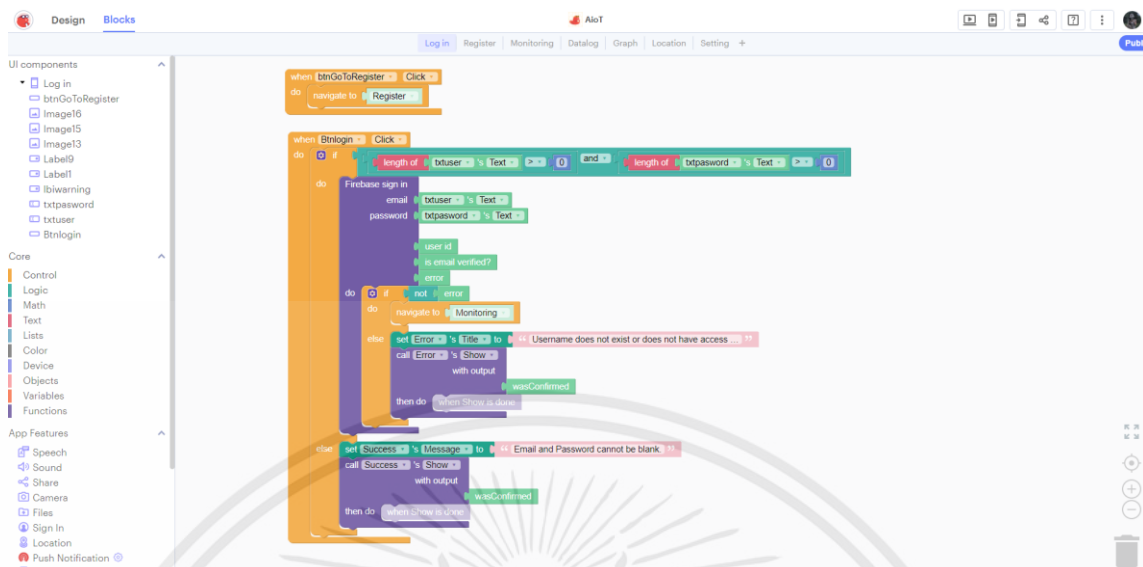 Design Blocks AioT
Log in Register Monitoring Datalog Graph Location Setting +
Publ
UI components
Log in
btnGoToRegister
Image16
Image15
Image13
Label9
Label1
lbiwarning
txtpasword
txtuser
Btnlogin
Core
Control
Logic
Math
Text
Lists
Color
Device
Objects
Variables
Functions
App Features
Speech
Sound
Share
Camera
Files
Sign In
Location
Push Notification
when btnGoToRegister Click
do navigate to Register
when Btnlogin Click
do if length of txtuser 's Text > 0 and length of txtpasword 's Text > 0
do Firebase sign in
email txtuser 's Text
password txtpasword 's Text
user id
is email verified?
error
do if not error
do navigate to Monitoring
else set Error 's Title to “ Username does not exist or does not have access ... ”
call Error 's Show
with output
wasConfirmed
then do when Show is done
else set Success 's Message to “ Email and Password cannot be blank ”
call Success 's Show
with output
wasConfirmed
then do when Show is done